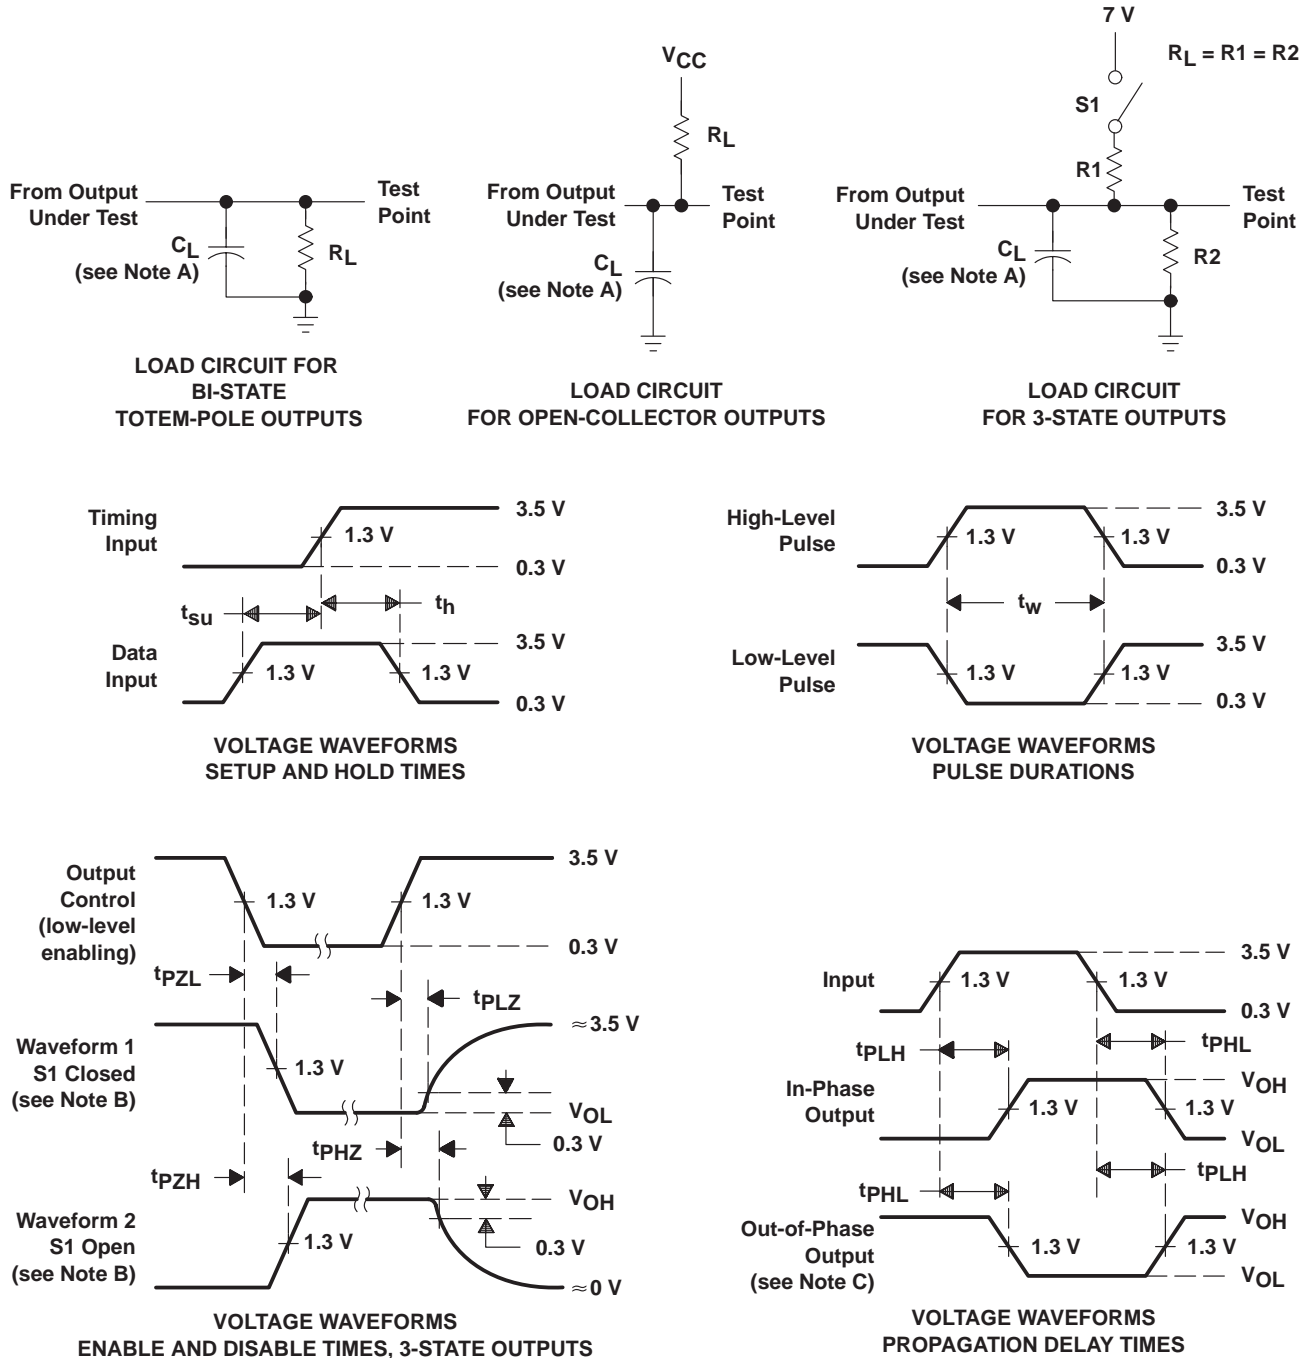 7 V
RL = R1 = R2
S1
R1
VCC
RL
From Output
Under Test
Test
Point
CL
(see Note A)
RL
From Output
Under Test
Test
Point
CL
(see Note A)
From Output
Under Test
Test
Point
CL
(see Note A)
R2
LOAD CIRCUIT FOR
BI-STATE
TOTEM-POLE OUTPUTS
LOAD CIRCUIT
FOR OPEN-COLLECTOR OUTPUTS
LOAD CIRCUIT
FOR 3-STATE OUTPUTS
Timing
Input
1.3 V
3.5 V
0.3 V
tsu
th
Data
Input
1.3 V
1.3 V
3.5 V
0.3 V
VOLTAGE WAVEFORMS
SETUP AND HOLD TIMES
High-Level
Pulse
1.3 V
1.3 V
3.5 V
0.3 V
tw
Low-Level
Pulse
1.3 V
1.3 V
3.5 V
0.3 V
VOLTAGE WAVEFORMS
PULSE DURATIONS
Output
Control
(low-level
enabling)
1.3 V
1.3 V
3.5 V
0.3 V
tPZL
tPLZ
Waveform 1
S1 Closed
(see Note B)
1.3 V
≈3.5 V
VOL
0.3 V
tPHZ
tPZH
Waveform 2
S1 Open
(see Note B)
1.3 V
VOH
0.3 V
≈0 V
VOLTAGE WAVEFORMS
ENABLE AND DISABLE TIMES, 3-STATE OUTPUTS
Input
1.3 V
1.3 V
3.5 V
0.3 V
tPLH
tPHL
In-Phase
Output
1.3 V
1.3 V
VOH
VOL
tPHL
tPLH
Out-of-Phase
Output
(see Note C)
1.3 V
1.3 V
VOH
VOL
VOLTAGE WAVEFORMS
PROPAGATION DELAY TIMES